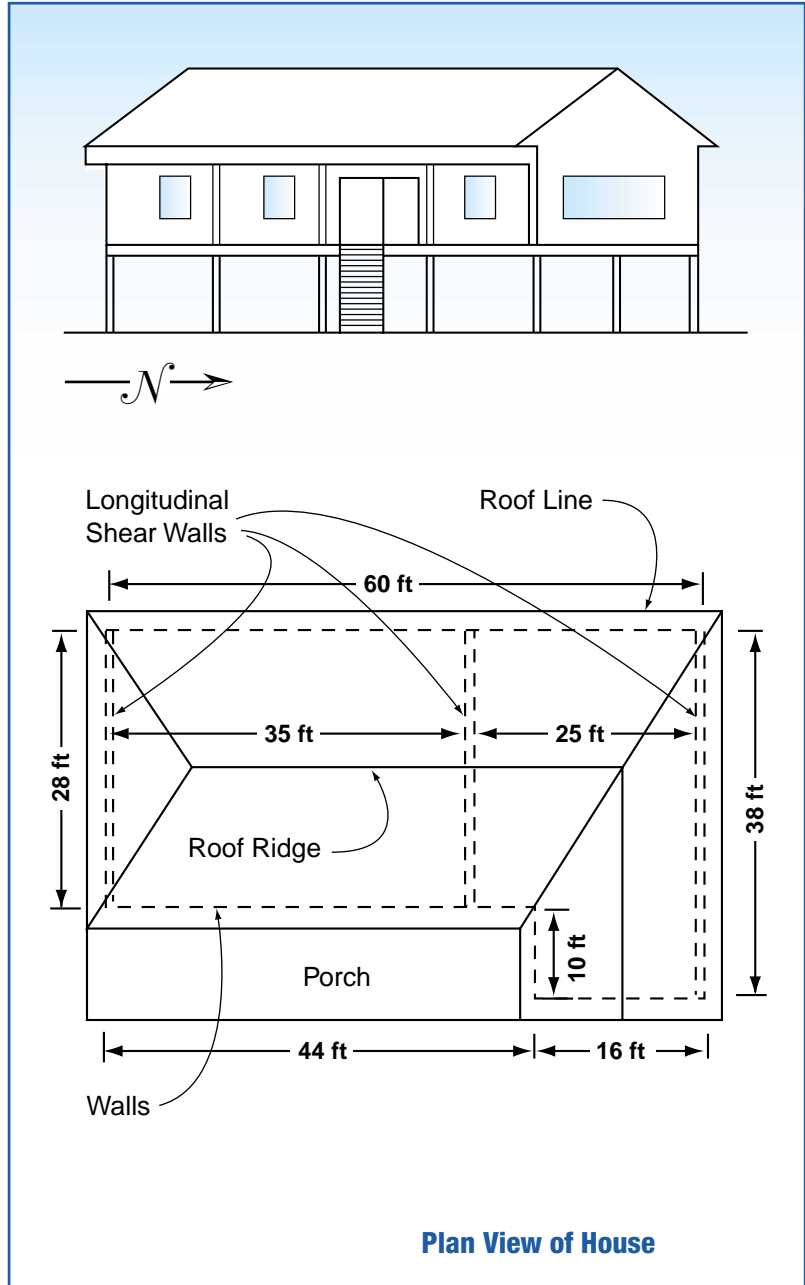 N
Longitudinal
Shear Walls
Roof Line
60 ft
35 ft
25 ft
28 ft
38 ft
Roof Ridge
10 ft
Porch
44 ft
16 ft
Walls
Plan View of House